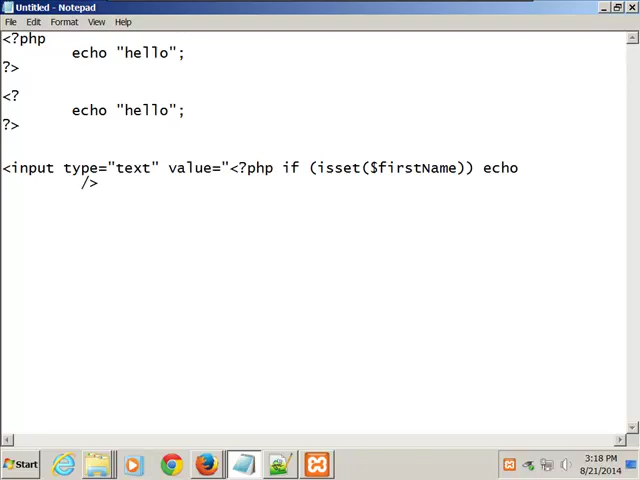 Untitled - Notepad
File Edit Format View Help
<?php
echo "hello";
?>
<?
echo "hello";
?>
<input type="text" value="<?php if (isset($firstName)) echo
/>
Start
3:18 PM
8/21/2014